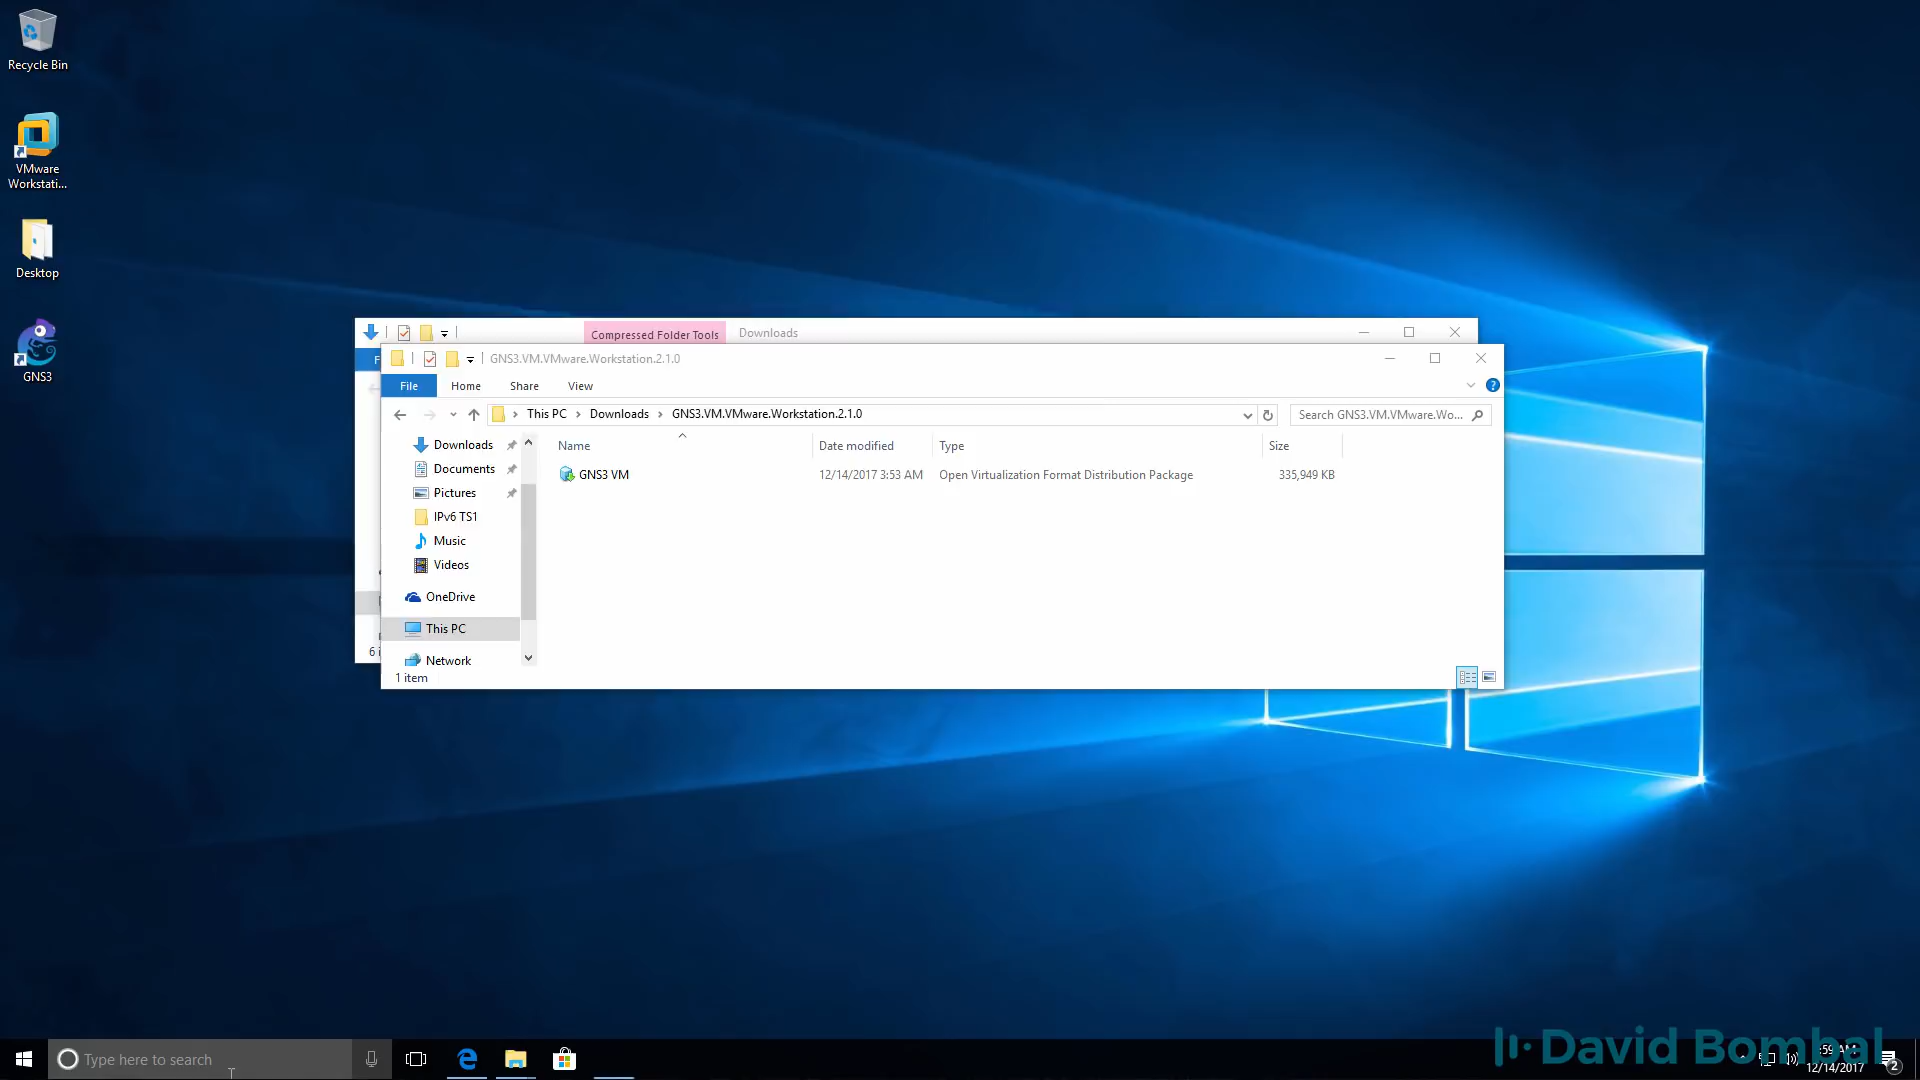 Recycle Bin
VMware
Workstati...
Desktop
GNS3
Compressed Folder Tools
Downloads
GNS3.VM.VMware.Workstation.2.1.0
File
Home
Share
View
This PC
Downloads
GNS3.VM.VMware.Workstation.2.1.0
Search GNS3.VM.VMware.Wo...
Name
Date modified
Type
Size
GNS3 VM
12/14/2017 3:53 AM
Open Virtualization Format Distribution Package
335,949 KB
Downloads
Documents
Pictures
IPv6 TS1
Music
Videos
OneDrive
This PC
Network
1 item
6 i
Type here to search
David Bombal
:59 AM
12/14/2017
2